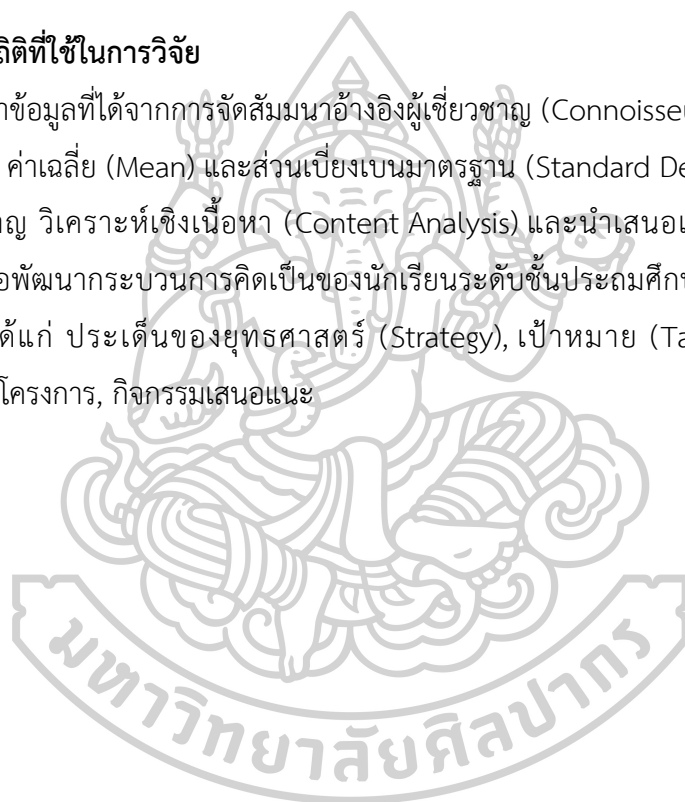 ถิติที่ใช้ในการวิจัย
าข้อมูลที่ได้จากการจัดสัมมนาอ้างอิงผู้เชี่ยวชาญ (Connoisseu
ค่าเฉลี่ย (Mean) และส่วนเบี่ยงเบนมาตรฐาน (Standard De
าญ วิเคราะห์เชิงเนื้อหา (Content Analysis) และนำเสนอเ
อพัฒนากระบวนการคิดเป็นของนักเรียนระดับชั้นประถมศึกษ
ด้แก่ ประเด็นของยุทธศาสตร์ (Strategy), เป้าหมาย (Ta
โครงการ, กิจกรรมเสนอแนะ
มหาวิทยาลัยศิลปากร